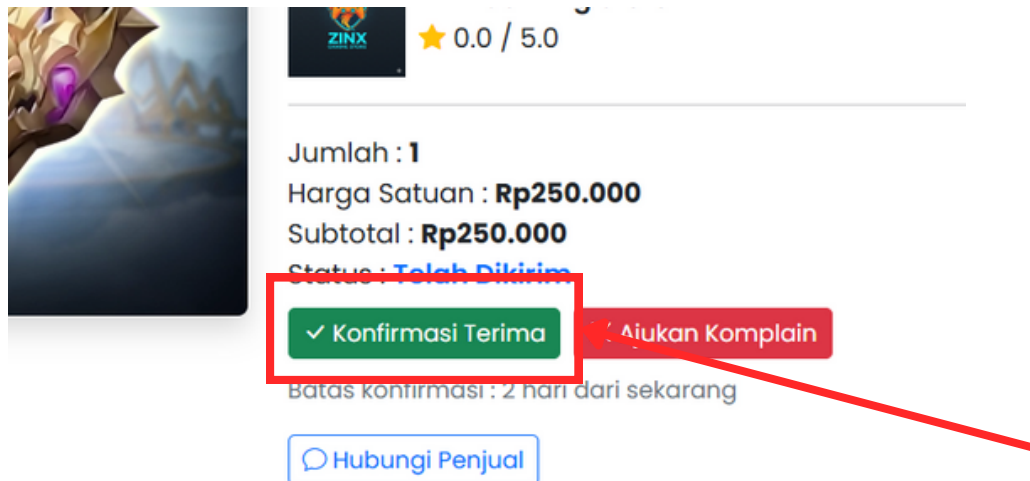 ZINX
0.0 / 5.0
Jumlah : 1
Harga Satuan : Rp250.000
Subtotal : Rp250.000
Status : Telah Dikirim
Konfirmasi Terima
Ajukan Komplain
Batas konfirmasi : 2 hari dari sekarang
Hubungi Penjual